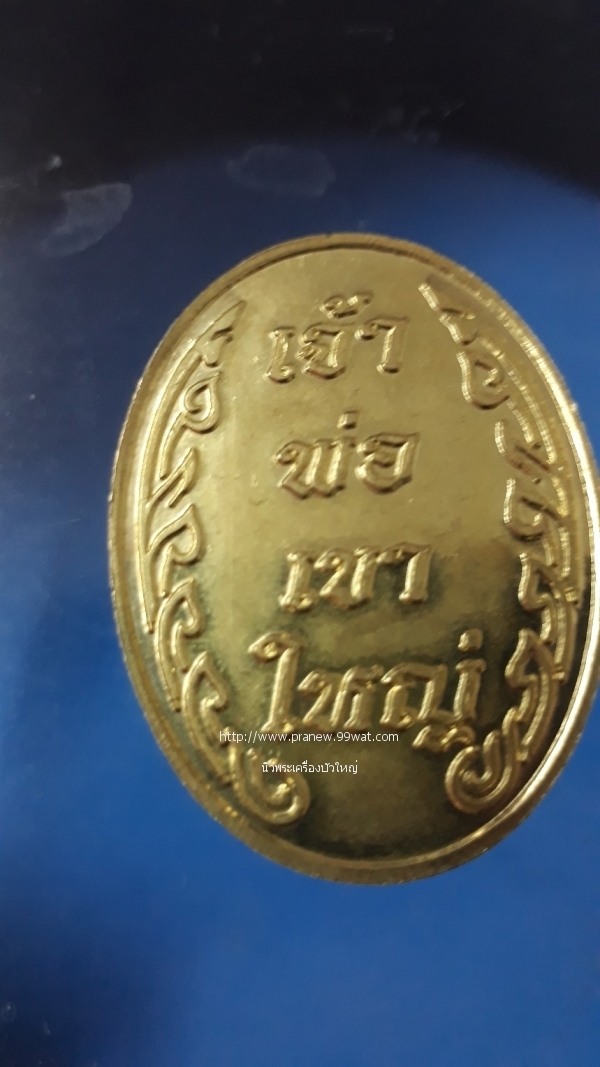 เจ้า
พ่อ
เขา
ใหญ่
http://www.pranew.99wat.com
นิวพระเครื่องบัวใหญ่